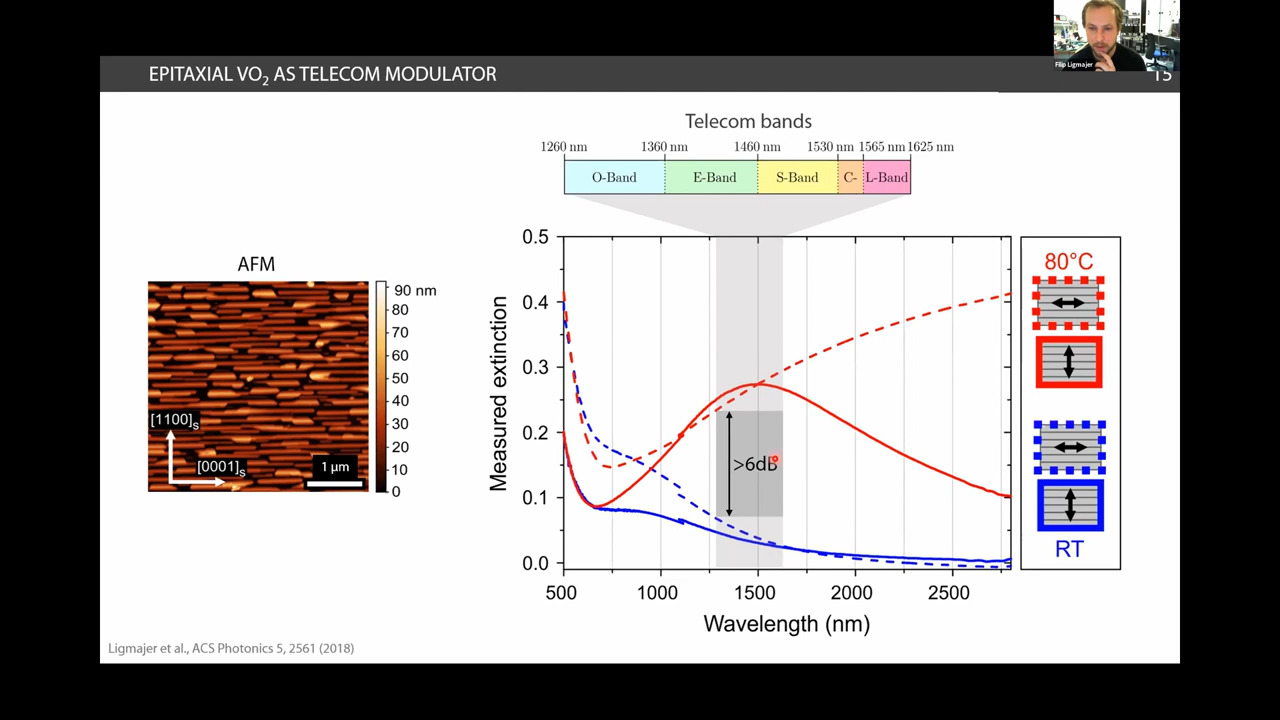 Filip Ligmajer
EPITAXIAL VO₂ AS TELECOM MODULATOR
15
Telecom bands
1260 nm 1360 nm 1460 nm 1530 nm 1565 nm 1625 nm
O-Band E-Band S-Band C- L-Band
AFM
90 nm
80
70
60
50
40
30
20
10
0
[1100]s
[0001]s
1 µm
Measured extinction
0.5
0.4
0.3
0.2
0.1
0.0
>6dB
500 1000 1500 2000 2500
Wavelength (nm)
80°C
RT
Ligmajer et al., ACS Photonics 5, 2561 (2018)